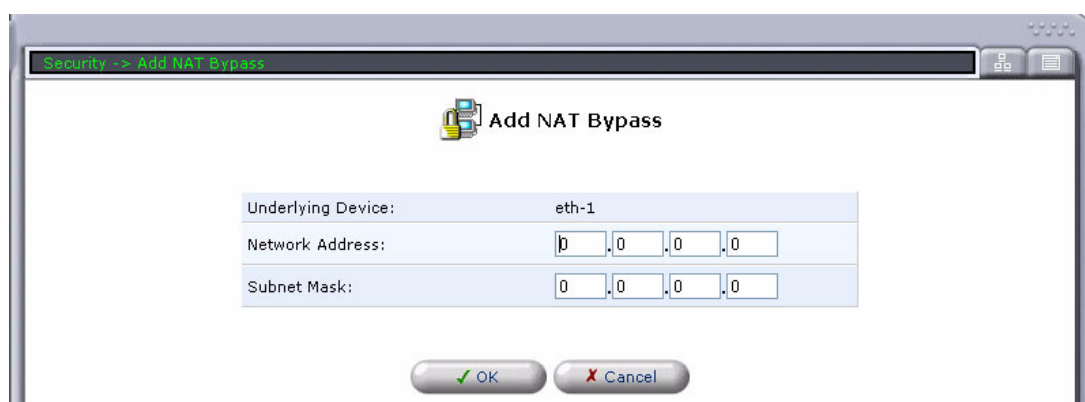 Security -> Add NAT Bypass
Add NAT Bypass
Underlying Device: eth-1
Network Address: 0 . 0 . 0 . 0
Subnet Mask: 0 . 0 . 0 . 0
OK Cancel